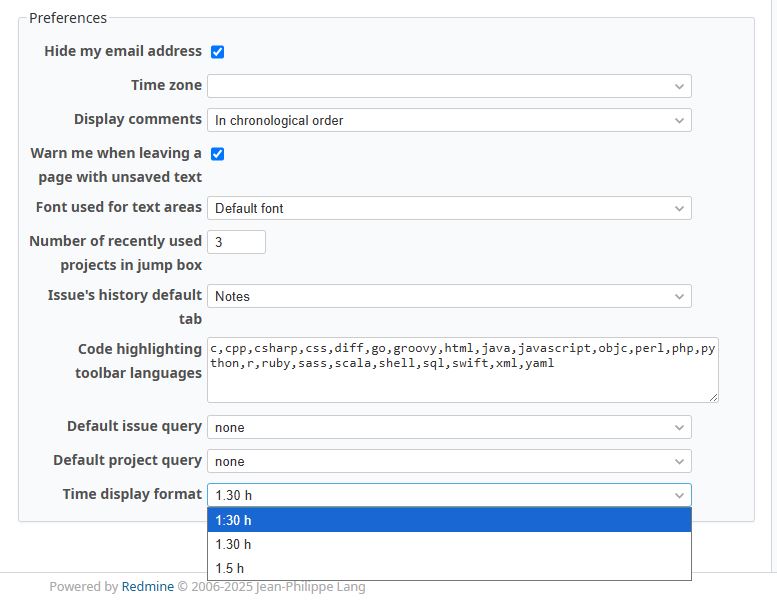 Preferences
Hide my email address
Time zone
Display comments In chronological order
Warn me when leaving a
page with unsaved text
Font used for text areas Default font
Number of recently used 3
projects in jump box
Issue's history default Notes
tab
Code highlighting c,cpp,csharp,css,diff,go,groovy,html,java,javascript,objc,perl,php,py
toolbar languages thon,r,ruby,sass,scala,shell,sql,swift,xml,yaml
Default issue query none
Default project query none
Time display format 1.30 h
1:30 h
1.30 h
1.5 h
Powered by Redmine © 2006-2025 Jean-Philippe Lang